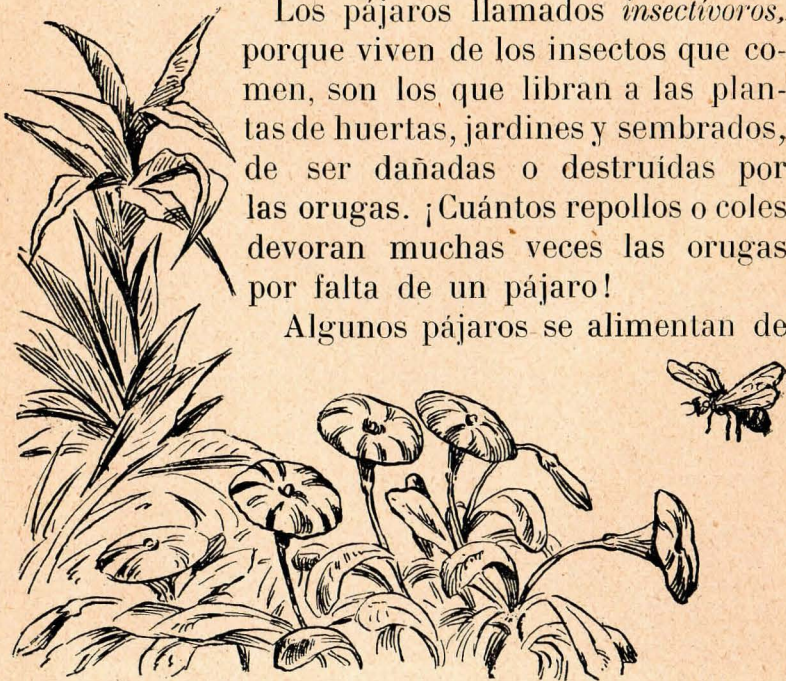 Los pájaros llamados insectívoros,
porque viven de los insectos que co-
men, son los que libran a las plan-
tas de huertas, jardines y sembrados,
de ser dañadas o destruídas por
las orugas. ¡Cuántos repollos o coles
devoran muchas veces las orugas
por falta de un pájaro!
Algunos pájaros se alimentan de